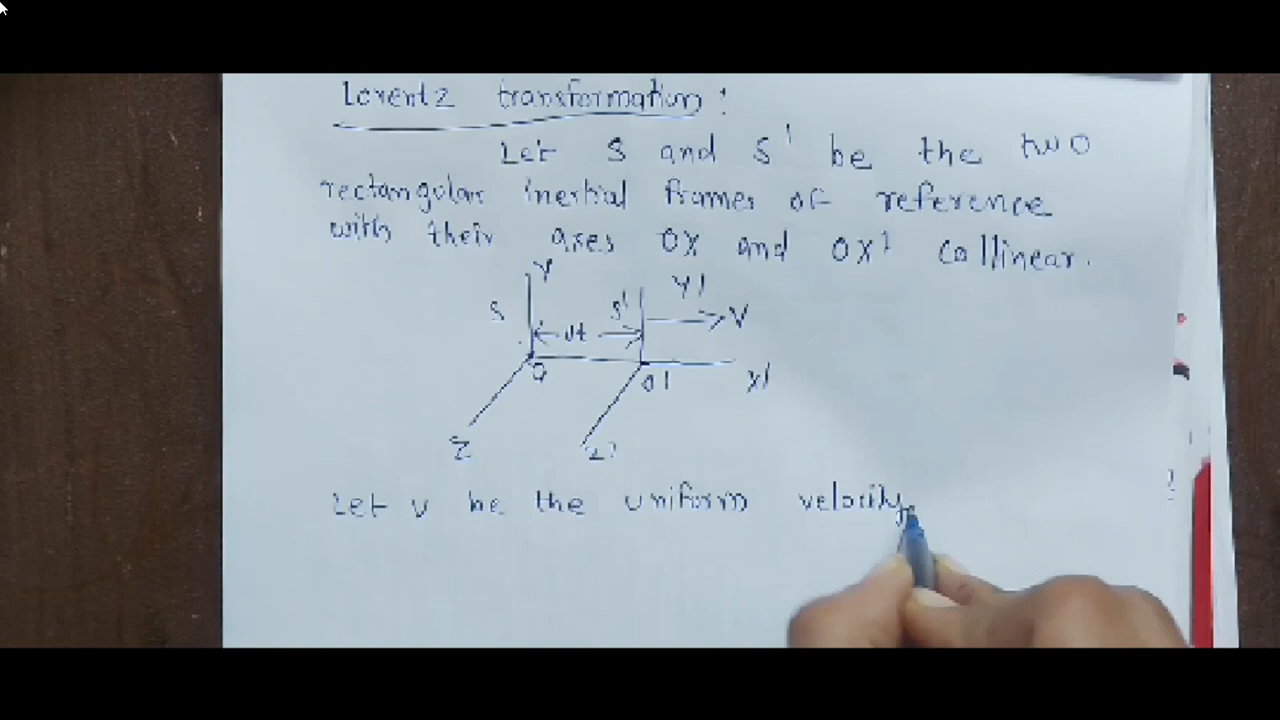 Lorentz transformation:
Let S and S' be the two
rectangular inertial frames of reference
with their axes OX and OX' collinear.
Y
S S' Y'
vt V
O O' X'
Z Z'
Let v be the uniform velocity